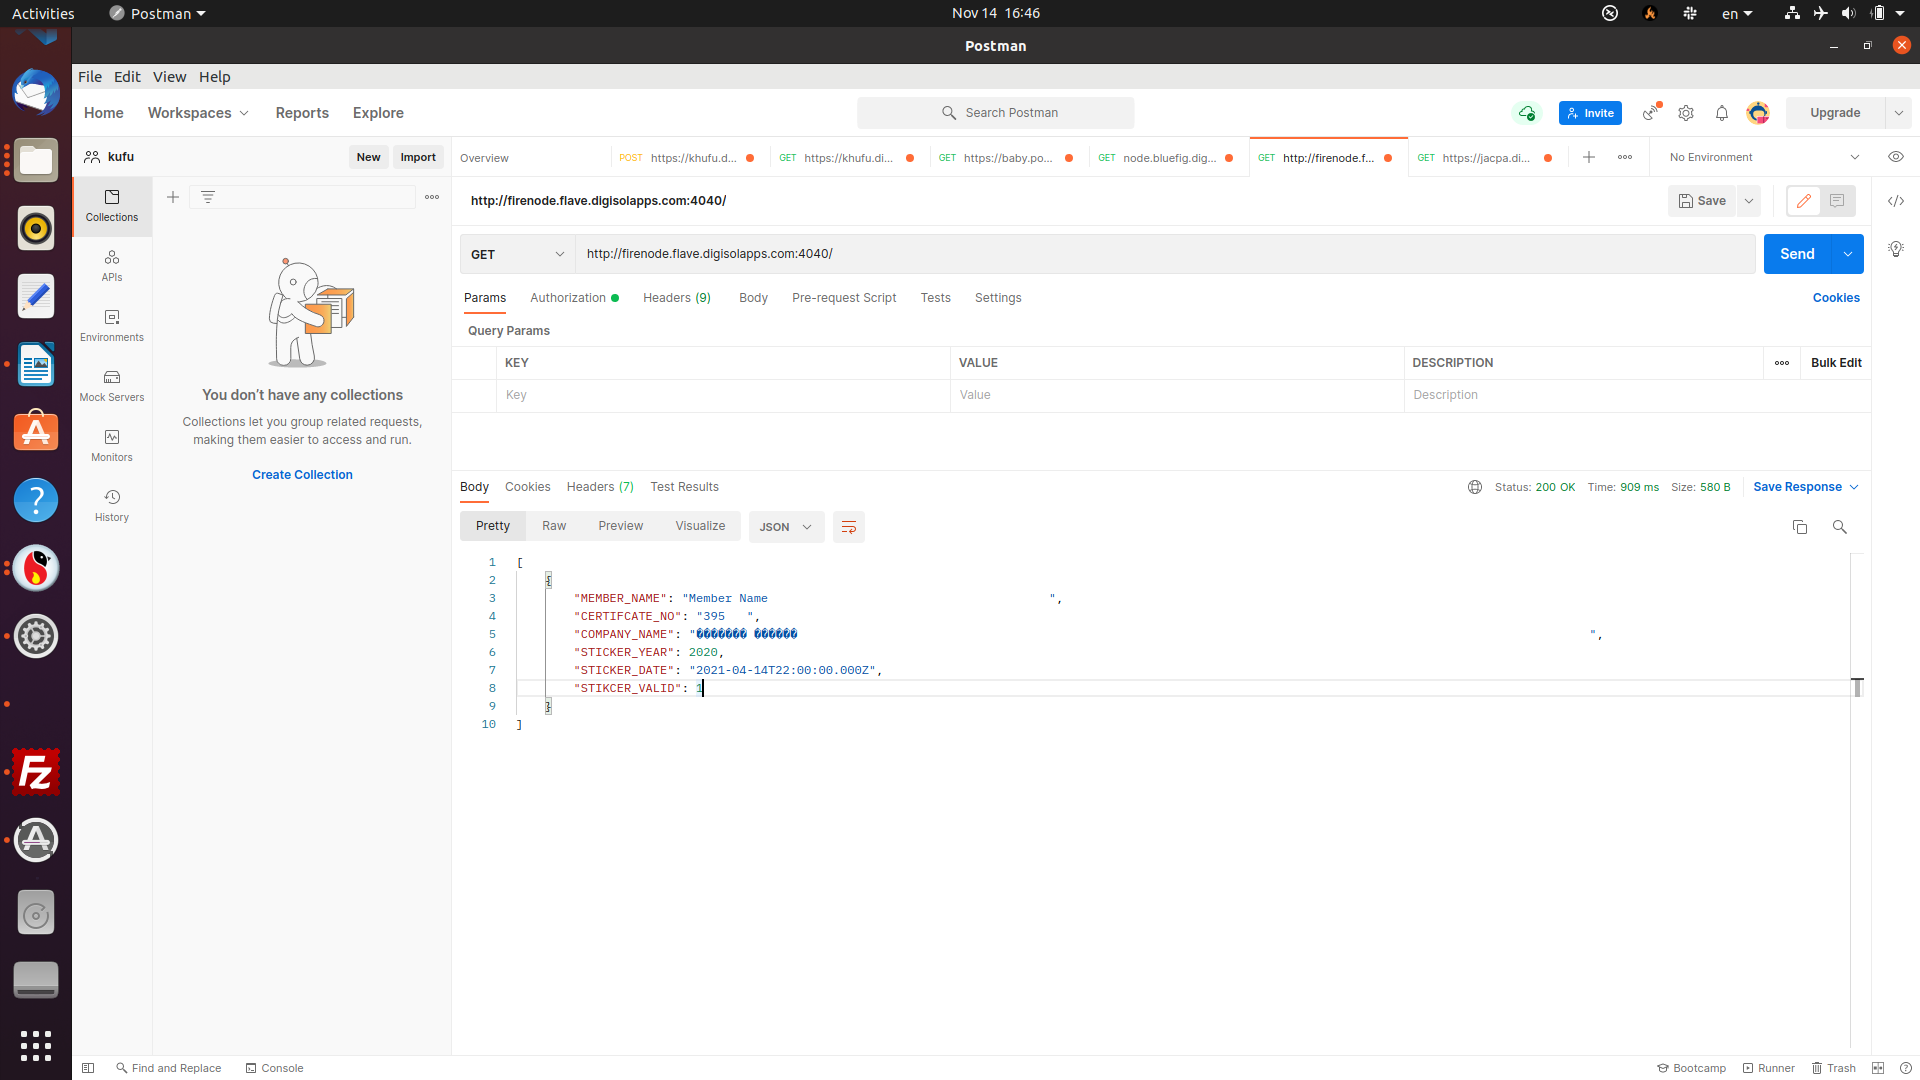 Activities
Postman
Nov 14 16:46
en
Postman
File Edit View Help
Home Workspaces Reports Explore
Search Postman
Invite
Upgrade
kufu
New
Import
Overview
POST https://khufu.d...
GET https://khufu.di...
GET https://baby.po...
GET node.bluefig.dig...
GET http://firenode.f...
GET https://jacpa.di...
No Environment
Collections
APIs
Environments
Mock Servers
Monitors
History
You don't have any collections
Collections let you group related requests,
making them easier to access and run.
Create Collection
http://firenode.flave.digisolapps.com:4040/
Save
GET
http://firenode.flave.digisolapps.com:4040/
Send
Params Authorization Headers (9) Body Pre-request Script Tests Settings
Cookies
Query Params
KEY VALUE DESCRIPTION
Bulk Edit
Key Value Description
Body Cookies Headers (7) Test Results
Status: 200 OK Time: 909 ms Size: 580 B
Save Response
Pretty Raw Preview Visualize
JSON
1 [
2 {
3 "MEMBER_NAME": "Member Name ",
4 "CERTIFCATE_NO": "395 ",
5 "COMPANY_NAME": "������� ������ ",
6 "STICKER_YEAR": 2020,
7 "STICKER_DATE": "2021-04-14T22:00:00.000Z",
8 "STIKCER_VALID": 1
9 }
10 ]
Find and Replace
Console
Bootcamp
Runner
Trash